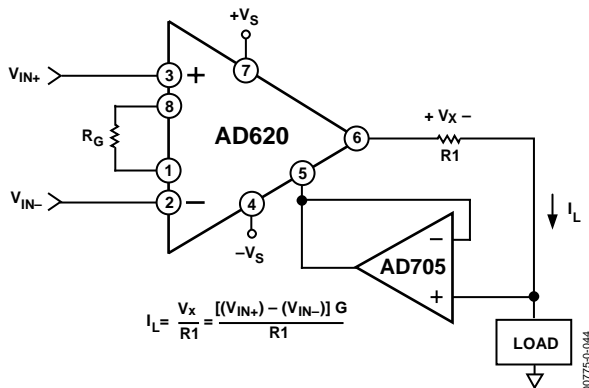 +VS
VIN+
3
+
7
8
RG
AD620
6
+ VX –
R1
1
5
VIN–
2
–
4
–VS
IL
–
AD705
+
IL= VX/R1 = [(VIN+) – (VIN–)] G/R1
LOAD
00775-0-044